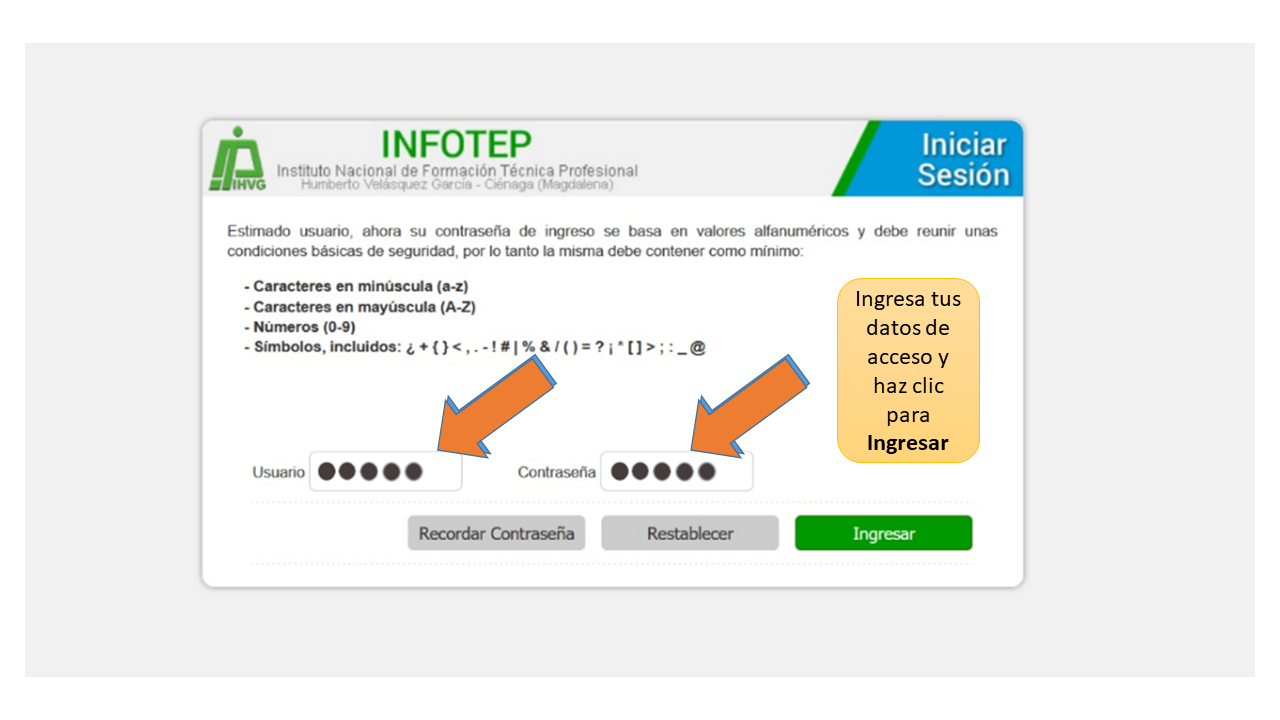 INFOTEP
Instituto Nacional de Formación Técnica Profesional
Humberto Velásquez García - Ciénaga (Magdalena)
IHVG
Iniciar
Sesión
Estimado usuario, ahora su contraseña de ingreso se basa en valores alfanuméricos y debe reunir unas
condiciones básicas de seguridad, por lo tanto la misma debe contener como mínimo:
- Caracteres en minúscula (a-z)
- Caracteres en mayúscula (A-Z)
- Números (0-9)
- Símbolos, incluidos: ¿ + { } < , . - ! # | % & / ( ) = ? ¡ * [ ] > ; : _ @
Ingresa tus
datos de
acceso y
haz clic
para
Ingresar
Usuario
Contraseña
Recordar Contraseña
Restablecer
Ingresar